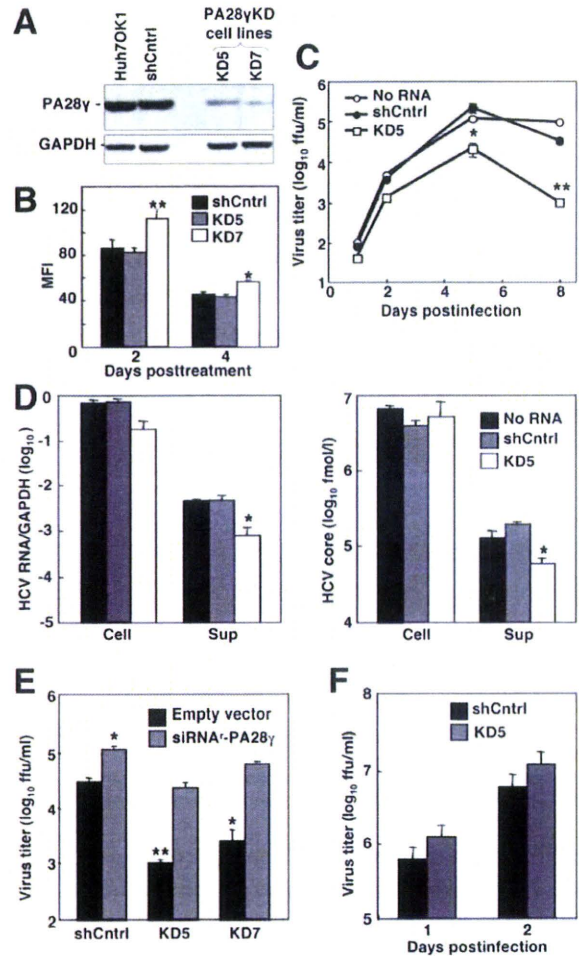 A
Huh7OK1
shCntrl
PA28γKD
cell lines
KD5
KD7
PA28γ -
GAPDH -
B
120
80
40
0
MFI
**
*
shCntrl
KD5
KD7
2
4
Days posttreatment
C
6
5
4
3
2
1
Virus titer (log10 ffu/ml)
No RNA
shCntrl
KD5
*
**
0
2
4
6
8
Days postinfection
D
0
-1
-2
-3
-4
-5
HCV RNA/GAPDH (log10)
*
Cell
Sup
7
6
5
4
HCV core (log10 fmol/l)
No RNA
shCntrl
KD5
*
Cell
Sup
E
6
5
4
3
2
Virus titer (log10 ffu/ml)
Empty vector
siRNAr-PA28γ
*
**
*
shCntrl
KD5
KD7
F
8
7
6
5
Virus titer (log10 ffu/ml)
shCntrl
KD5
1
2
Days postinfection